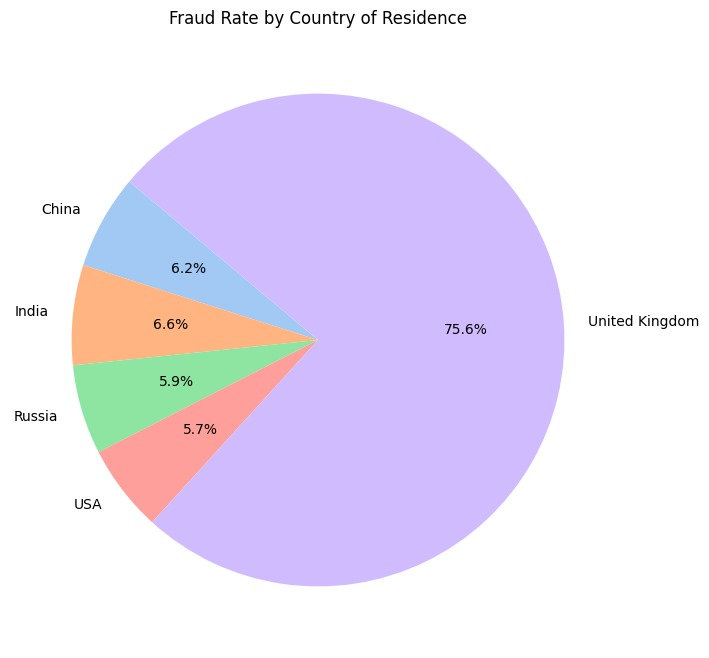 Fraud Rate by Country of Residence
China
6.2%
India
6.6%
75.6%
United Kingdom
Russia
5.9%
USA
5.7%